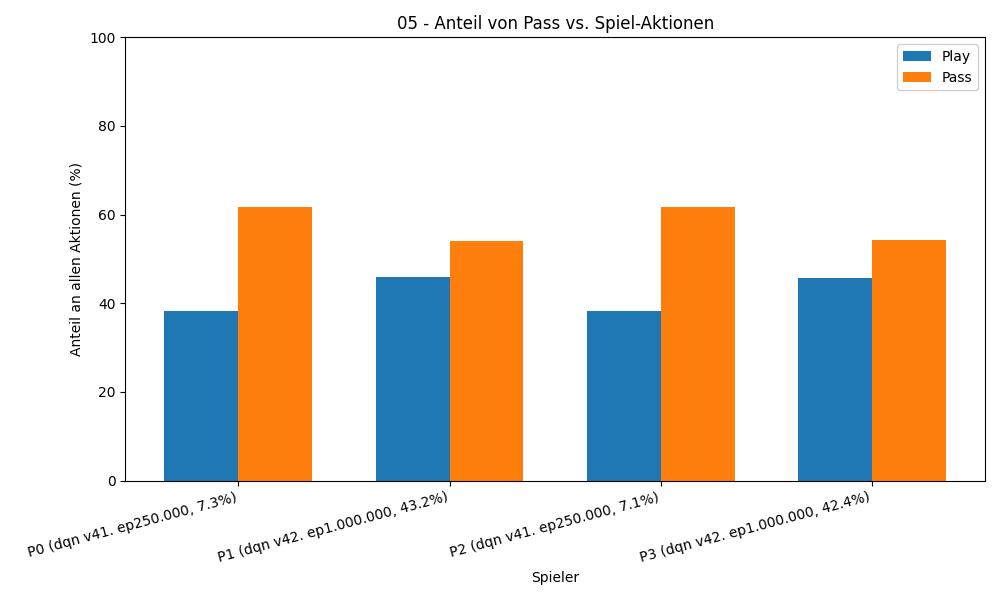 05 - Anteil von Pass vs. Spiel-Aktionen
Play
Pass
Anteil an allen Aktionen (%)
100
80
60
40
20
0
P0 (dqn v41. ep250.000, 7.3%)
P1 (dqn v42. ep1.000.000, 43.2%)
P2 (dqn v41. ep250.000, 7.1%)
P3 (dqn v42. ep1.000.000, 42.4%)
Spieler